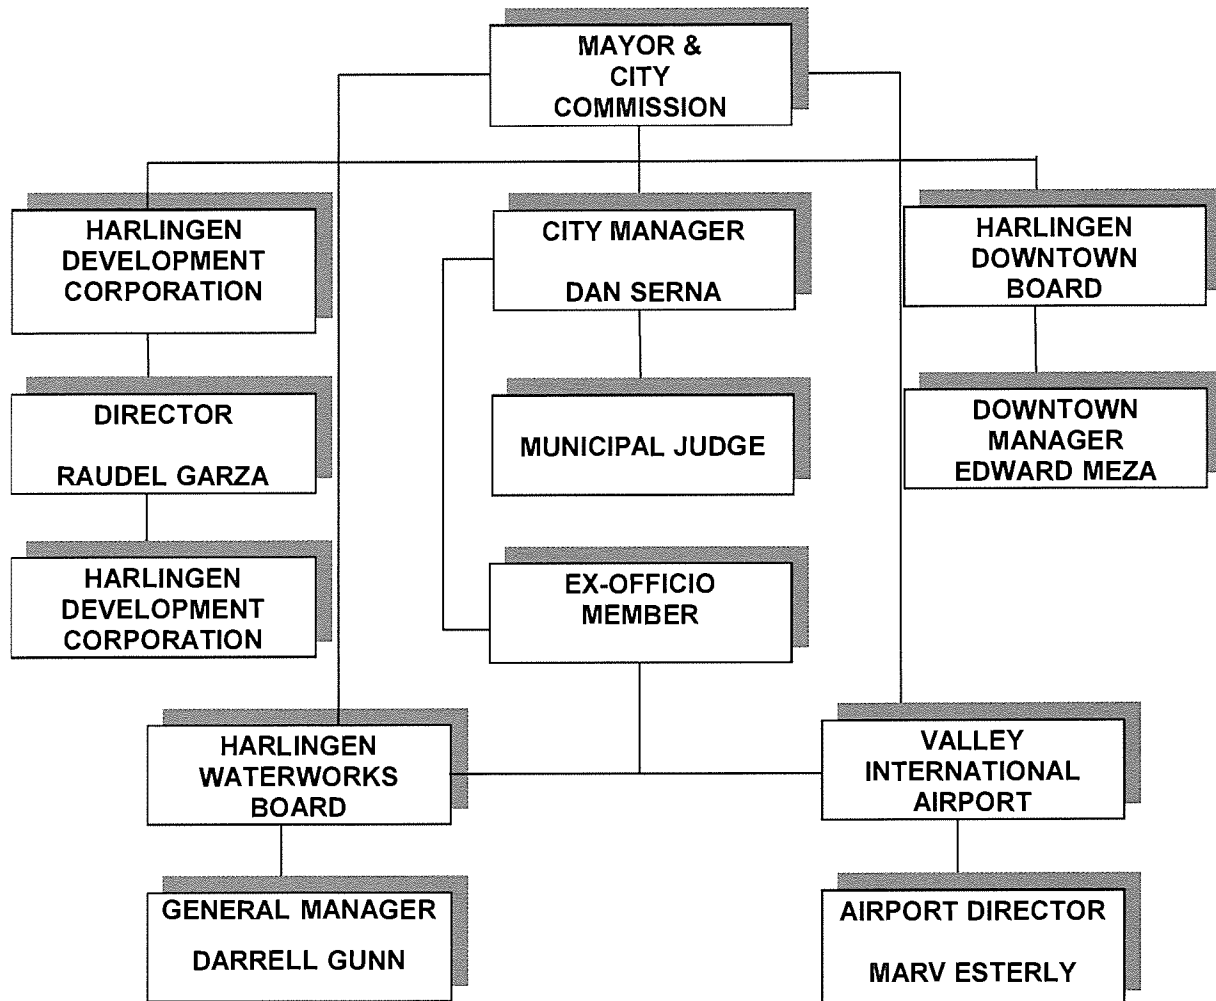 MAYOR &
CITY
COMMISSION
HARLINGEN
DEVELOPMENT
CORPORATION
CITY MANAGER
DAN SERNA
HARLINGEN
DOWNTOWN
BOARD
DIRECTOR
RAUDEL GARZA
MUNICIPAL JUDGE
DOWNTOWN
MANAGER
EDWARD MEZA
HARLINGEN
DEVELOPMENT
CORPORATION
EX-OFFICIO
MEMBER
HARLINGEN
WATERWORKS
BOARD
VALLEY
INTERNATIONAL
AIRPORT
GENERAL MANAGER
DARRELL GUNN
AIRPORT DIRECTOR
MARV ESTERLY